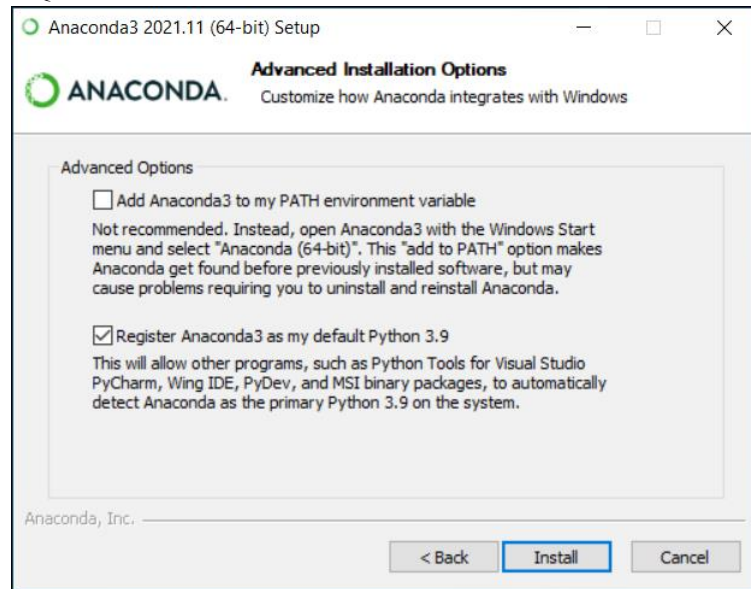 Anaconda3 2021.11 (64-bit) Setup
ANACONDA.
Advanced Installation Options
Customize how Anaconda integrates with Windows
Advanced Options
Add Anaconda3 to my PATH environment variable
Not recommended. Instead, open Anaconda3 with the Windows Start
menu and select "Anaconda (64-bit)". This "add to PATH" option makes
Anaconda get found before previously installed software, but may
cause problems requiring you to uninstall and reinstall Anaconda.
Register Anaconda3 as my default Python 3.9
This will allow other programs, such as Python Tools for Visual Studio
PyCharm, Wing IDE, PyDev, and MSI binary packages, to automatically
detect Anaconda as the primary Python 3.9 on the system.
Anaconda, Inc.
< Back
Install
Cancel